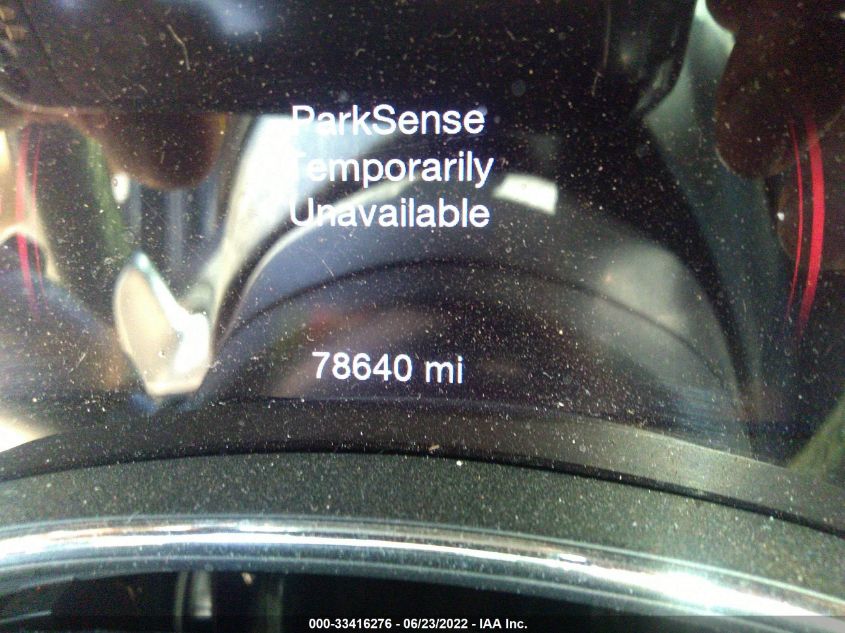 ParkSense
Temporarily
Unavailable
78640 mi
000-33416276 - 06/23/2022 - IAA Inc.